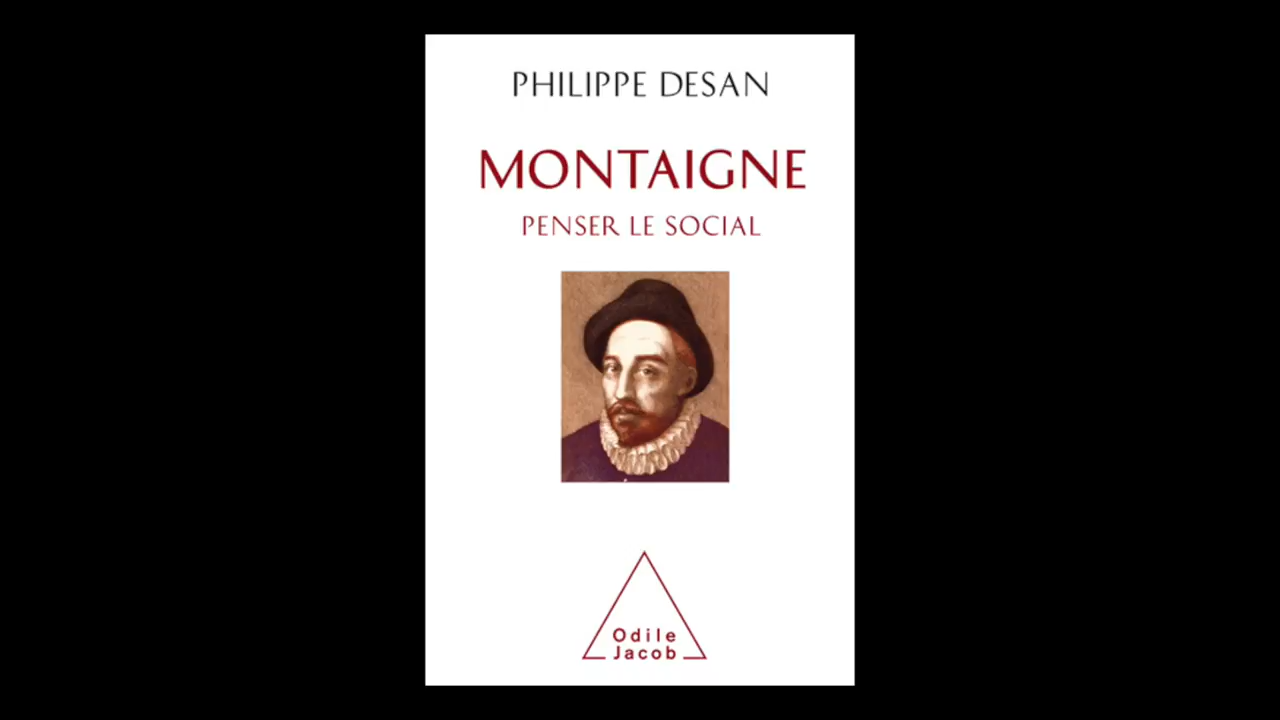 PHILIPPE DESAN
MONTAIGNE
PENSER LE SOCIAL
Odile
Jacob